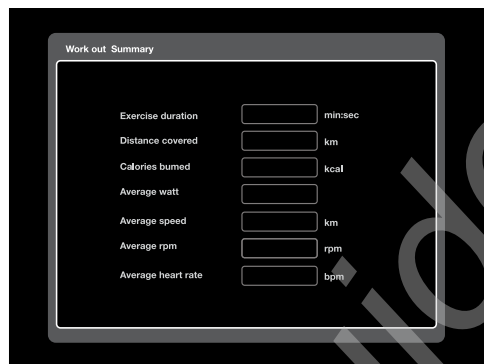 Work out Summary
Exercise duration min:sec
Distance covered km
Calories bumed kcal
Average watt
Average speed km
Average rpm rpm
Average heart rate bpm